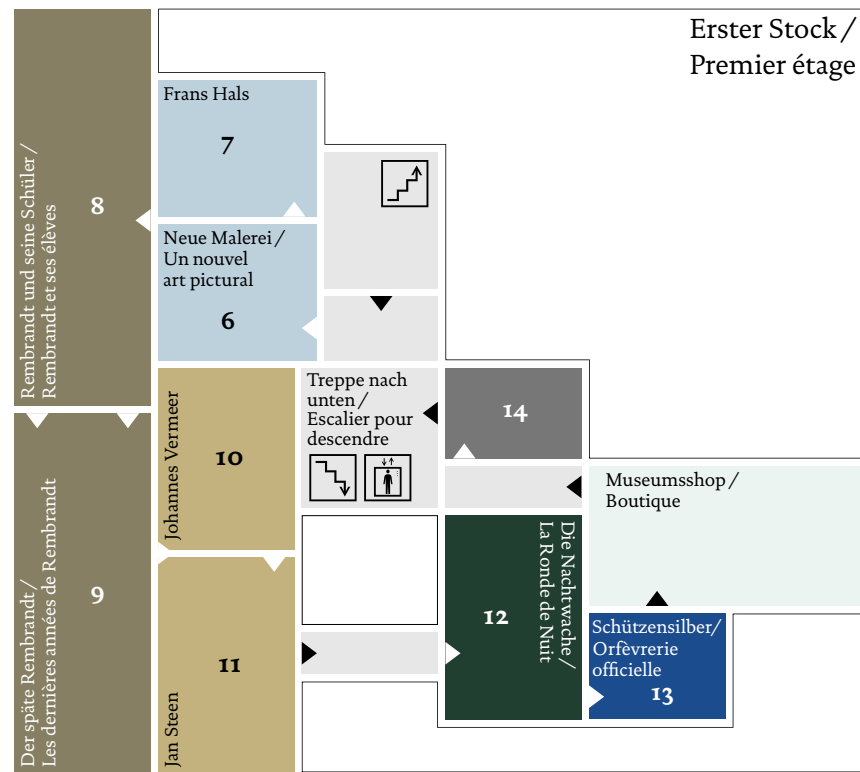 Erster Stock /
Premier étage
Frans Hals
7
Rembrandt und seine Schüler /
Rembrandt et ses élèves
8
Neue Malerei /
Un nouvel
art pictural
6
Johannes Vermeer
10
Treppe nach
unten /
Escalier pour
descendre
14
Museumsshop /
Boutique
Der späte Rembrandt /
Les dernières années de Rembrandt
9
Jan Steen
11
12
Die Nachtwache /
La Ronde de Nuit
Schützensilber/
Orfèvrerie
officielle
13